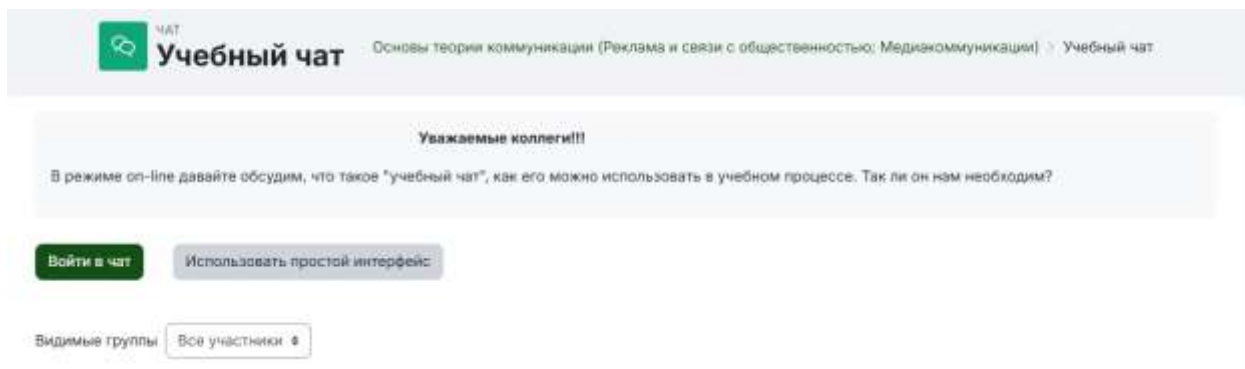 ЧАТ
Учебный чат
Основы теории коммуникации (Реклама и связи с общественностью; Медиакоммуникации) Учебный чат
Уважаемые коллеги!!!
В режиме on-line давайте обсудим, что такое "учебный чат", как его можно использовать в учебном процессе. Так ли он нам необходим?
Войти в чат Использовать простой интерфейс
Видимые группы Все участники